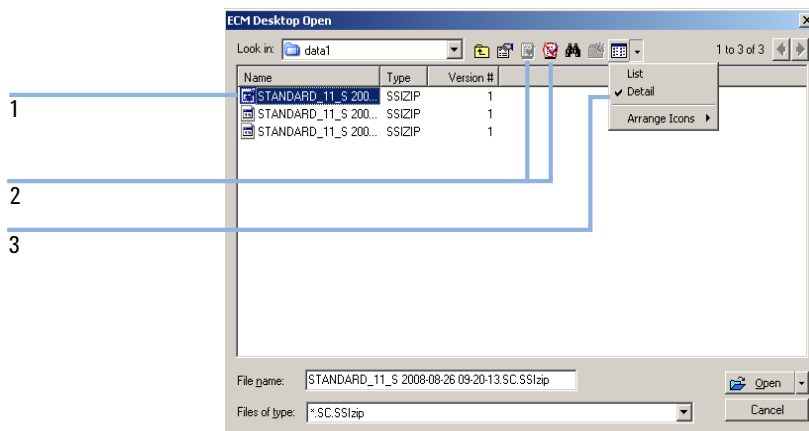 ECM Desktop Open
Look in: data1
1 to 3 of 3
Name Type Version #
STANDARD_11_S 200... SSIZIP 1
STANDARD_11_S 200... SSIZIP 1
STANDARD_11_S 200... SSIZIP 1
List
Detail
Arrange Icons
1
2
3
File name: STANDARD_11_S 2008-08-26 09-20-13.SC.SSIzip
Open
Files of type: *.SC.SSIzip
Cancel